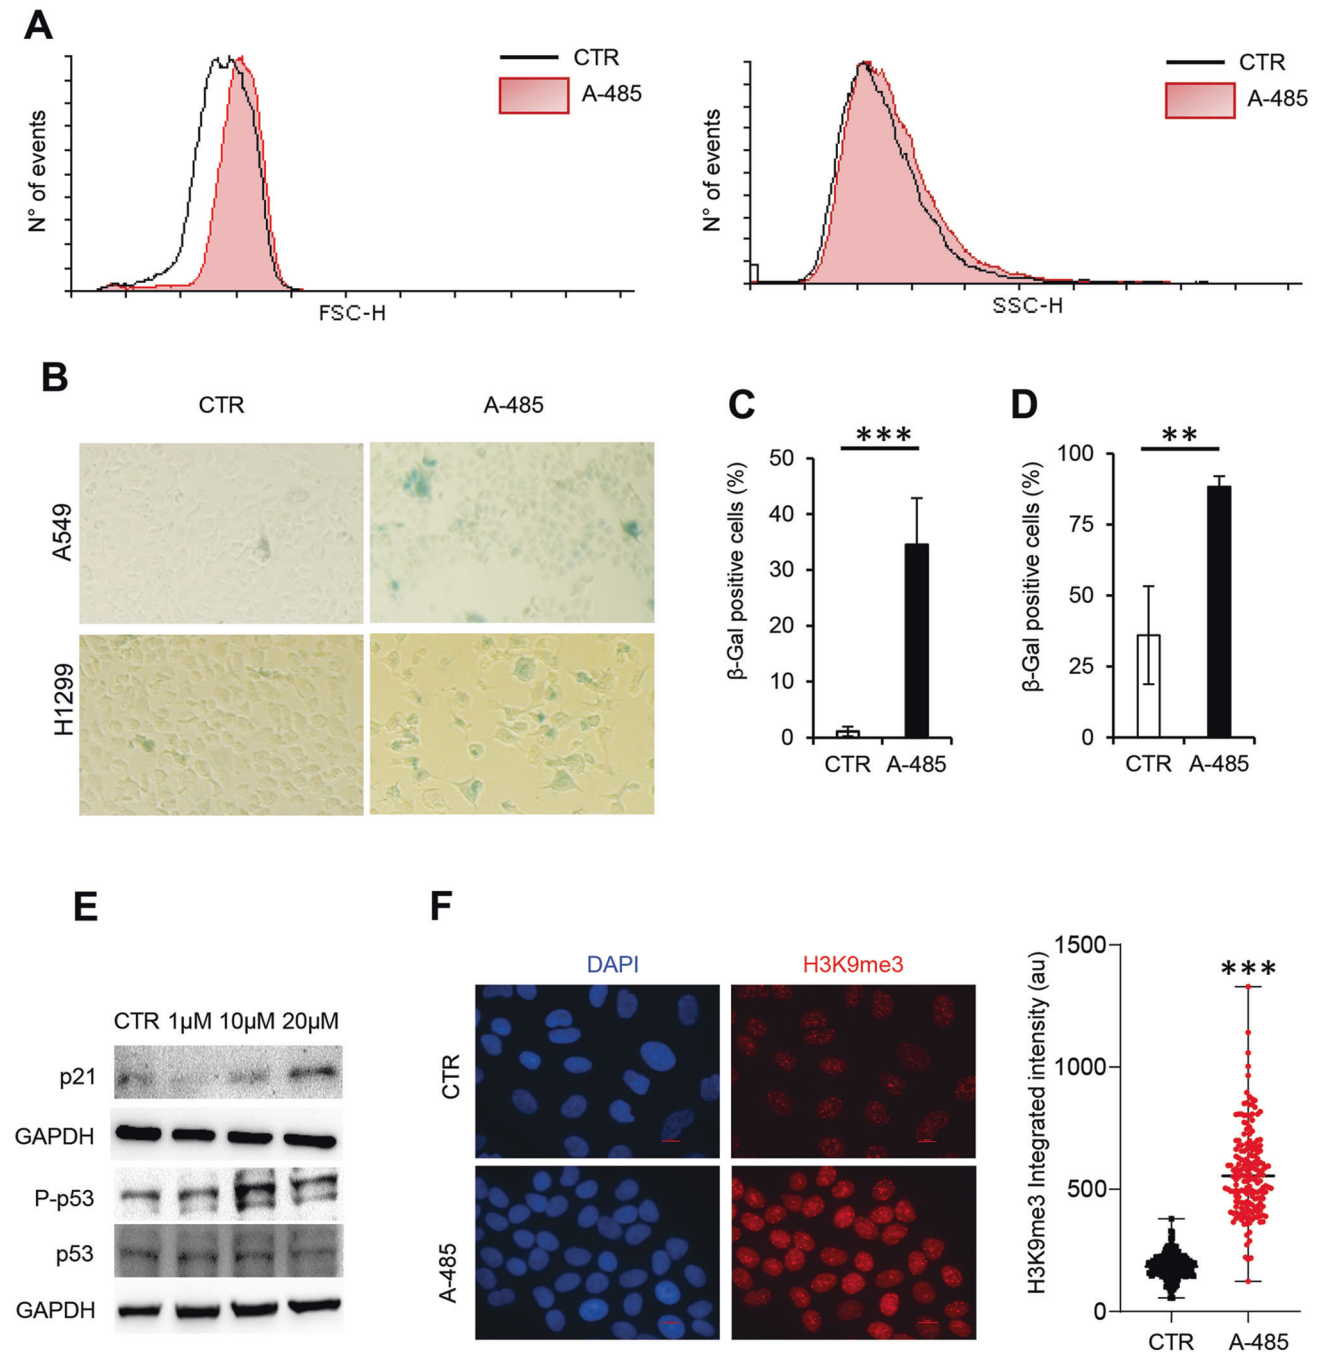 A
N° of events
FSC-H
CTR
A-485
N° of events
SSC-H
CTR
A-485
B
CTR
A-485
A549
H1299
C
***
β-Gal positive cells (%)
50
40
30
20
10
0
CTR A-485
D
**
β-Gal positive cells (%)
100
75
50
25
0
CTR A-485
E
CTR 1µM 10µM 20µM
p21
GAPDH
P-p53
p53
GAPDH
F
DAPI
H3K9me3
CTR
A-485
H3K9me3 Integrated intensity (au)
1500
1000
500
0
***
CTR A-485